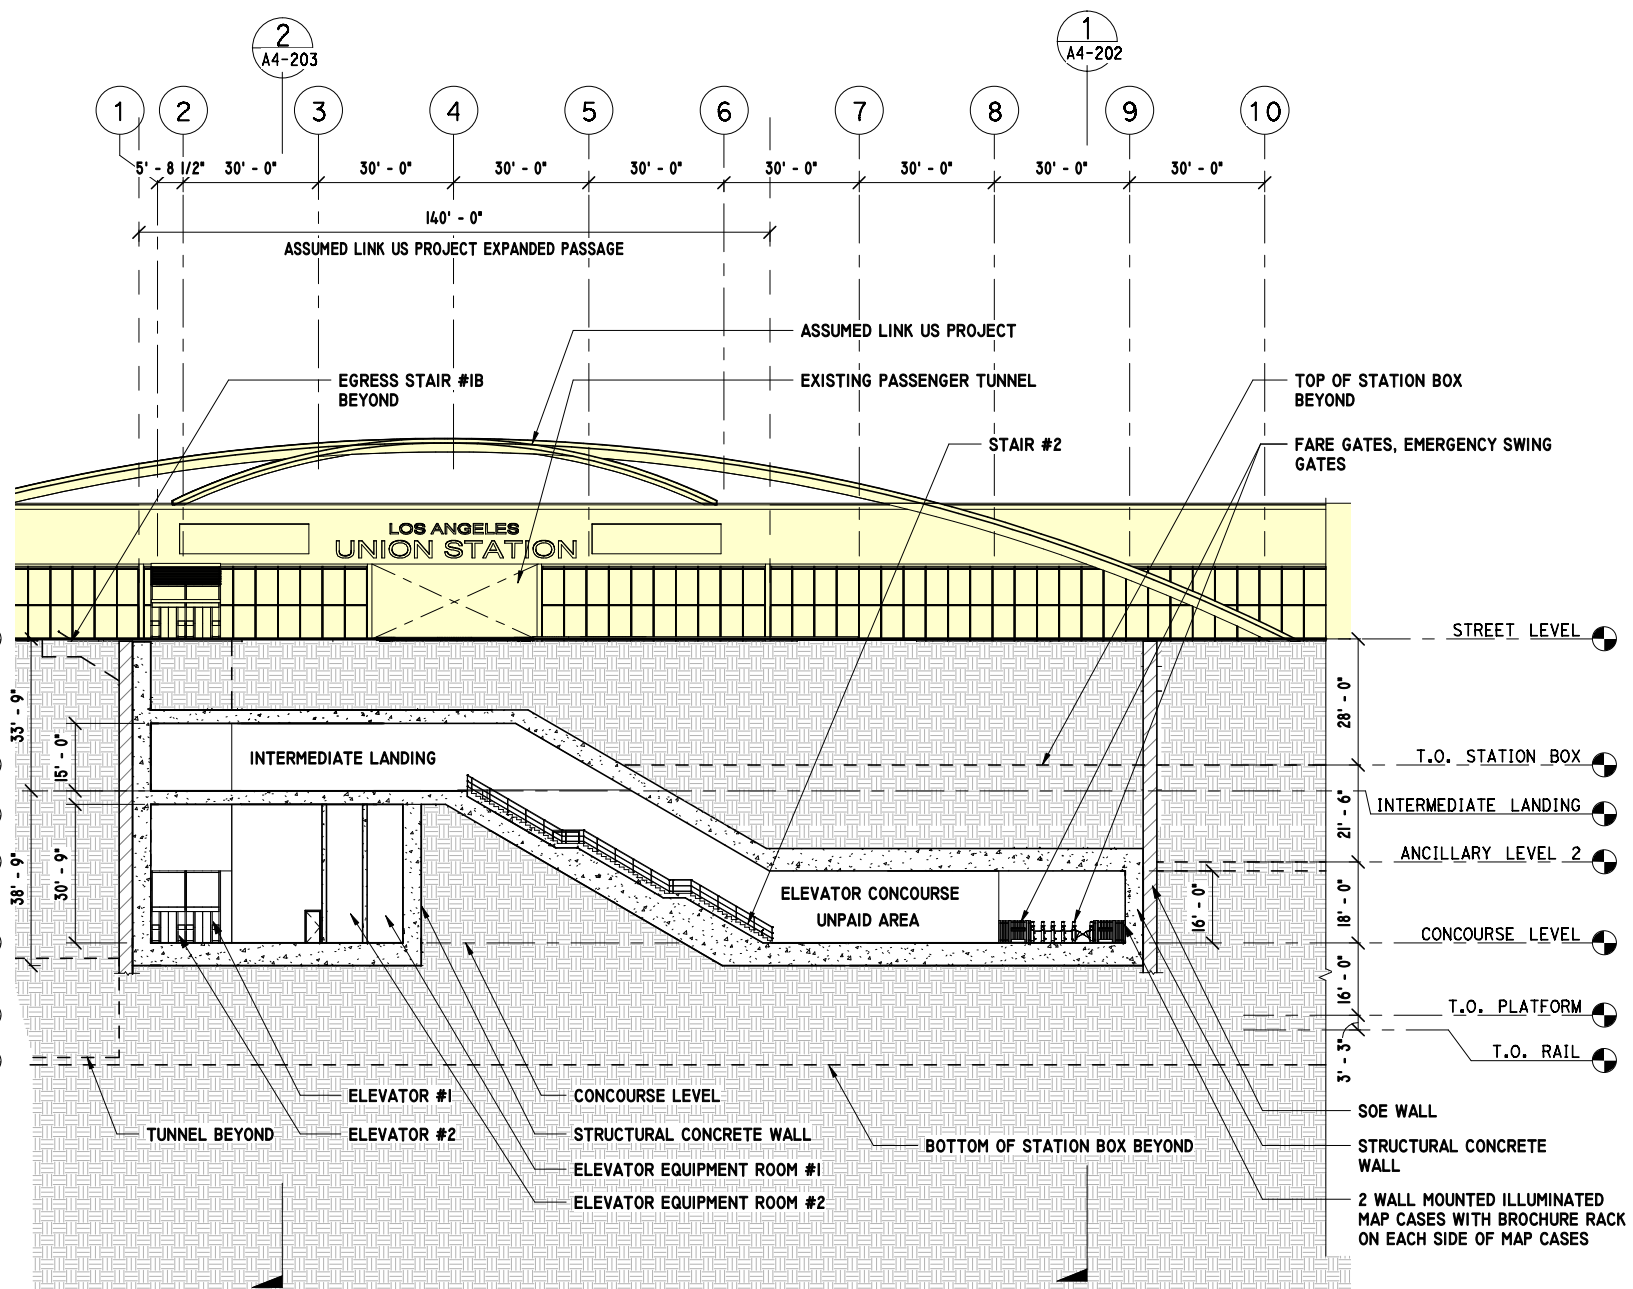 2
A4-203
1
A4-202
1 2 3 4 5 6 7 8 9 10
5' - 8 1/2" 30' - 0" 30' - 0" 30' - 0" 30' - 0" 30' - 0" 30' - 0" 30' - 0" 30' - 0"
140' - 0"
ASSUMED LINK US PROJECT EXPANDED PASSAGE
ASSUMED LINK US PROJECT
EGRESS STAIR #1B
BEYOND
EXISTING PASSENGER TUNNEL
TOP OF STATION BOX
BEYOND
STAIR #2
FARE GATES, EMERGENCY SWING
GATES
LOS ANGELES
UNION STATION
STREET LEVEL
33' - 9"
28' - 0"
15' - 0"
INTERMEDIATE LANDING
T.O. STATION BOX
INTERMEDIATE LANDING
21' - 6"
ANCILLARY LEVEL 2
38' - 9"
30' - 9"
ELEVATOR CONCOURSE
UNPAID AREA
16' - 0"
18' - 0"
CONCOURSE LEVEL
16' - 0"
T.O. PLATFORM
T.O. RAIL
3' - 3"
ELEVATOR #1
CONCOURSE LEVEL
SOE WALL
TUNNEL BEYOND
ELEVATOR #2
STRUCTURAL CONCRETE WALL
BOTTOM OF STATION BOX BEYOND
STRUCTURAL CONCRETE
WALL
ELEVATOR EQUIPMENT ROOM #1
ELEVATOR EQUIPMENT ROOM #2
2 WALL MOUNTED ILLUMINATED
MAP CASES WITH BROCHURE RACK
ON EACH SIDE OF MAP CASES